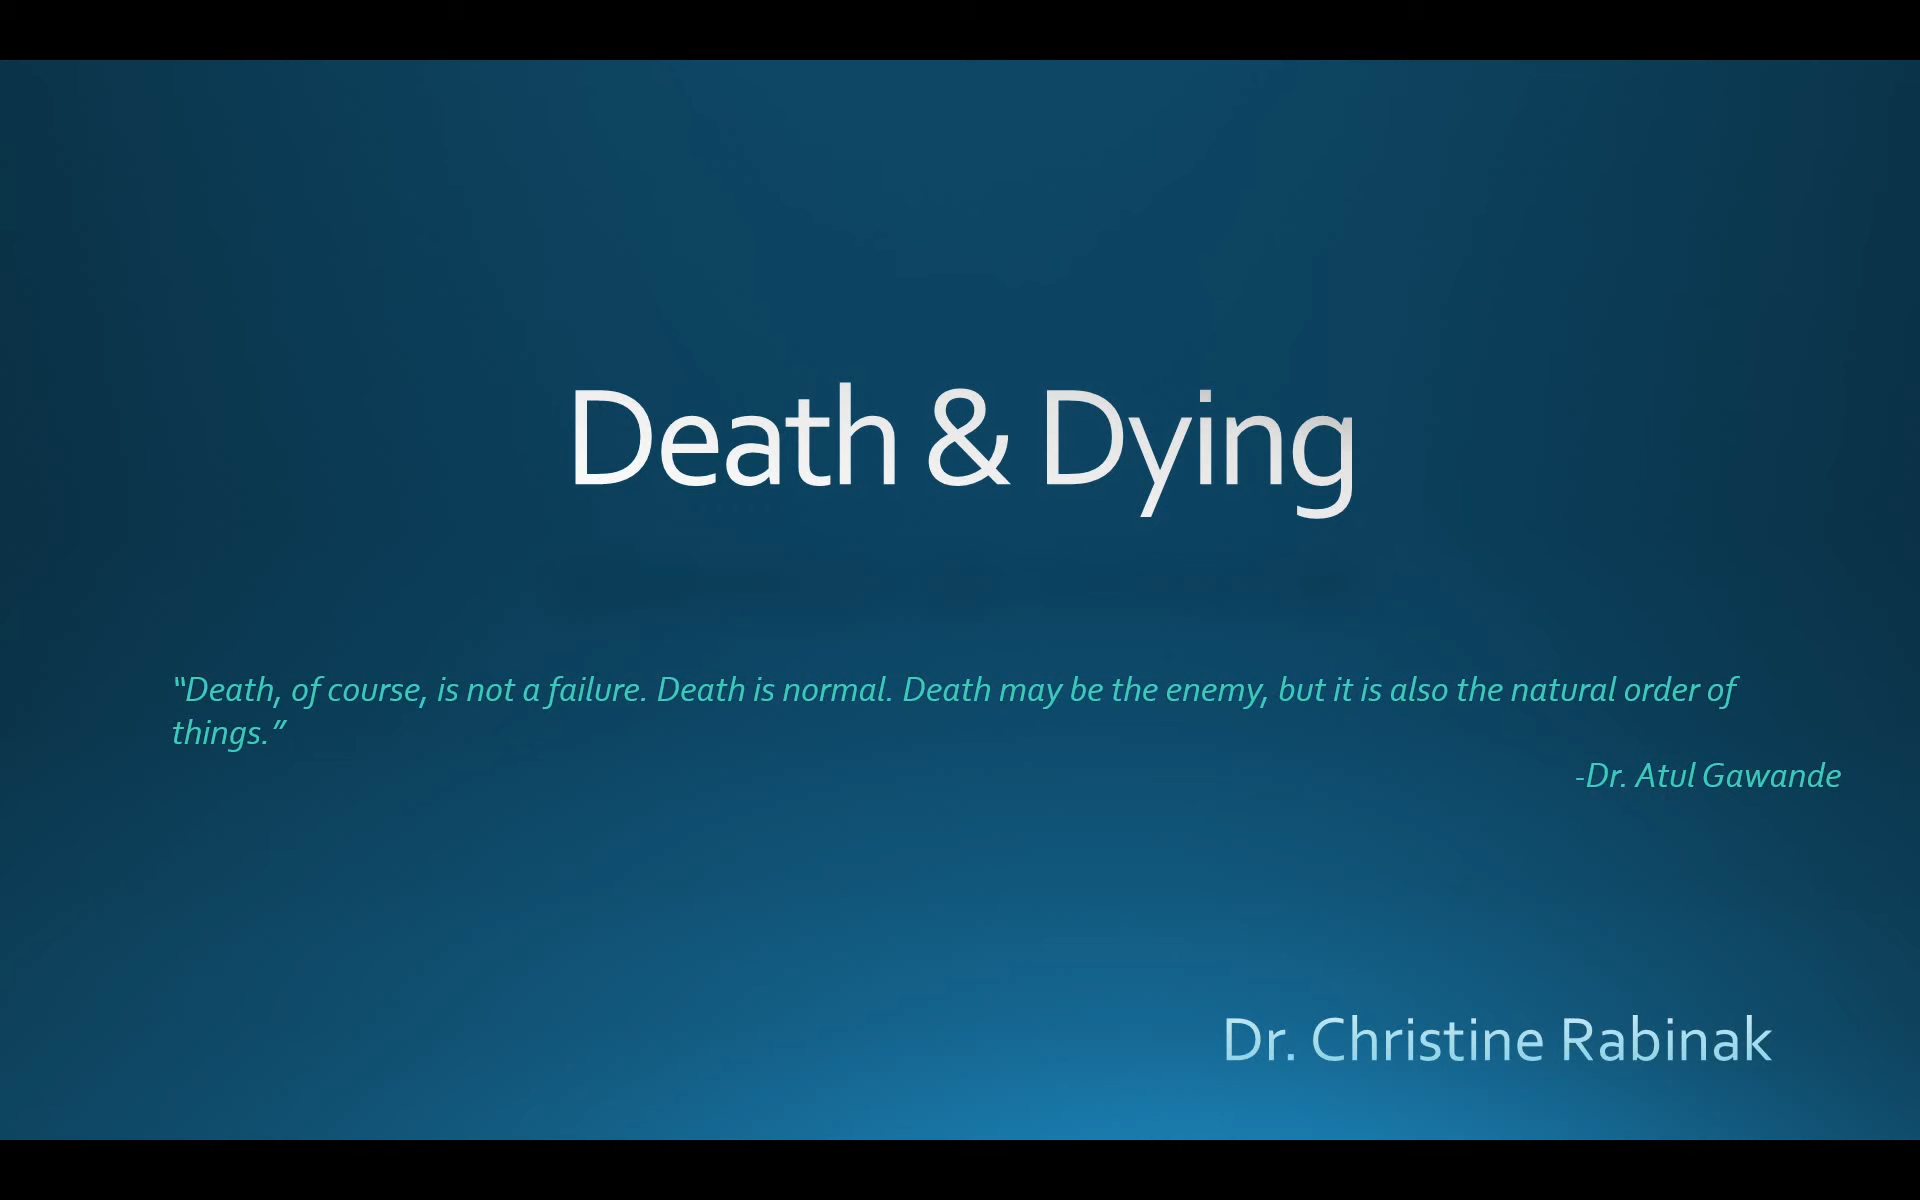 Death & Dying
“Death, of course, is not a failure. Death is normal. Death may be the enemy, but it is also the natural order of
things.”
-Dr. Atul Gawande
Dr. Christine Rabinak